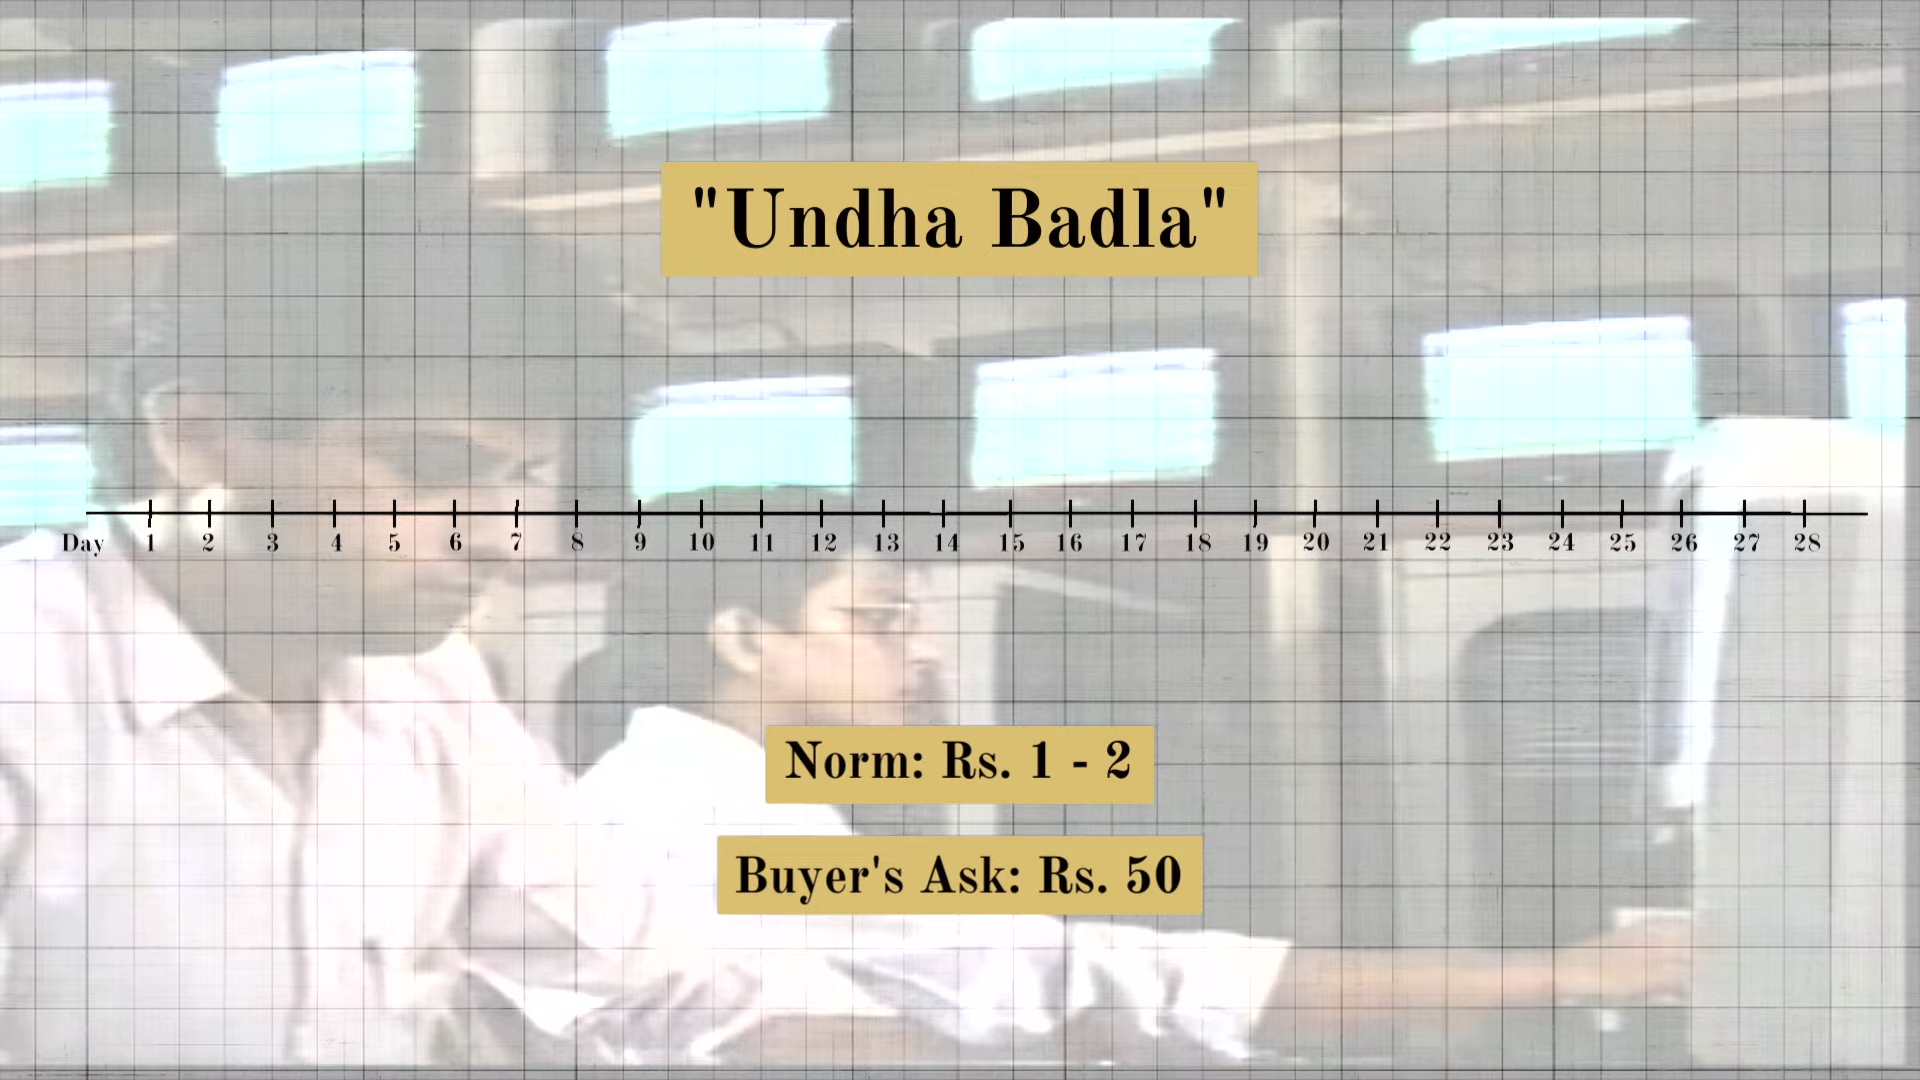 "Undha Badla"
Day 1 2 3 4 5 6 7 8 9 10 11 12 13 14 15 16 17 18 19 20 21 22 23 24 25 26 27 28
Norm: Rs. 1 - 2
Buyer's Ask: Rs. 50